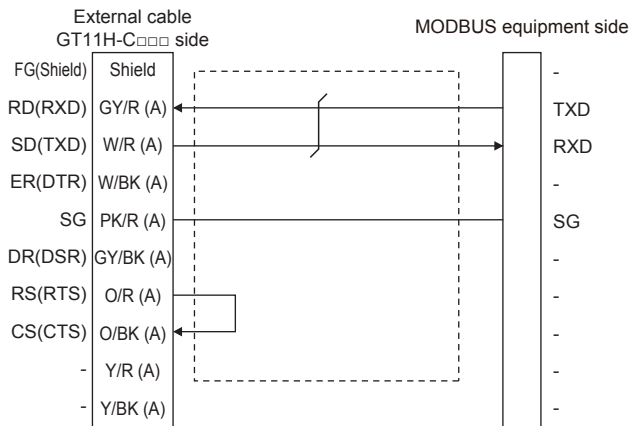 External cable
GT11H-C□□□ side
MODBUS equipment side
FG(Shield) Shield -
RD(RXD) GY/R (A) TXD
SD(TXD) W/R (A) RXD
ER(DTR) W/BK (A) -
SG PK/R (A) SG
DR(DSR) GY/BK (A) -
RS(RTS) O/R (A) -
CS(CTS) O/BK (A) -
- Y/R (A) -
- Y/BK (A) -